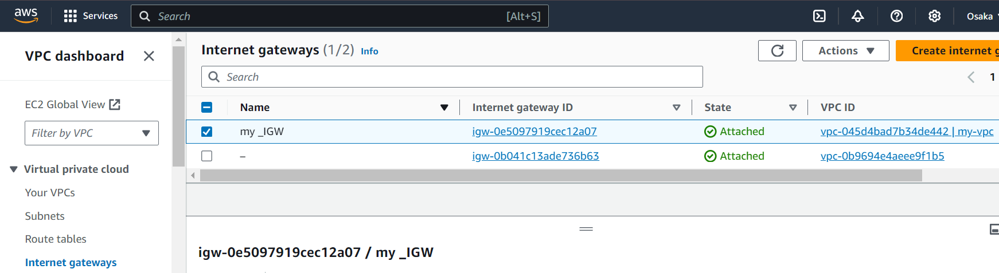 aws Services Search [Alt+S] Osaka
VPC dashboard
EC2 Global View
Filter by VPC
Virtual private cloud
Your VPCs
Subnets
Route tables
Internet gateways
Internet gateways (1/2) Info
Actions
Create internet g
Search
1
Name Internet gateway ID State VPC ID
my _IGW igw-0e5097919cec12a07 Attached vpc-045d4bad7b34de442 | my-vpc
– igw-0b041c13ade736b63 Attached vpc-0b9694e4aeee9f1b5
igw-0e5097919cec12a07 / my _IGW